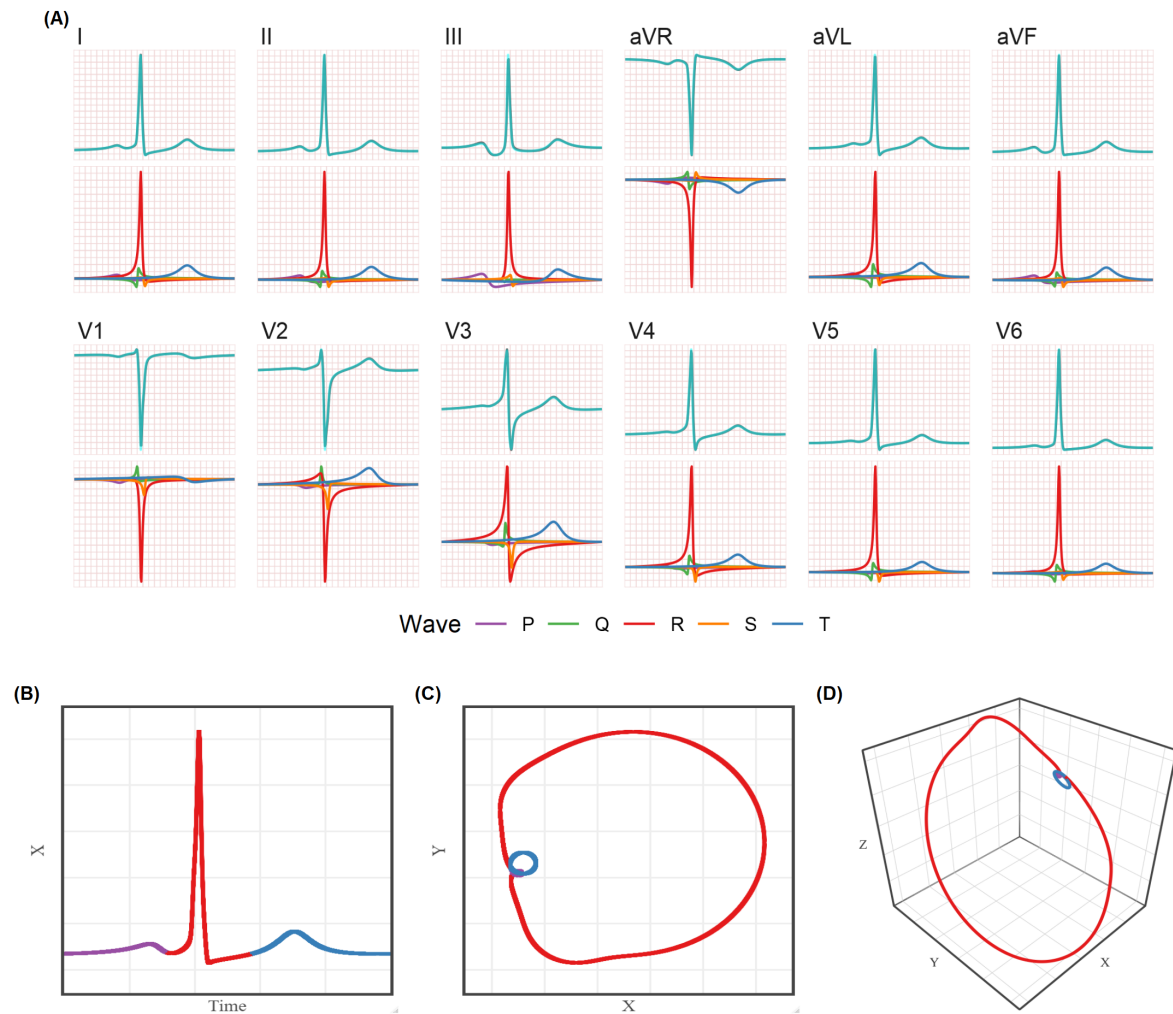 (A)
I II III aVR aVL aVF
V1 V2 V3 V4 V5 V6
Wave P Q R S T
(B) (C) (D)
X
Time
Y
X
Z
Y
X